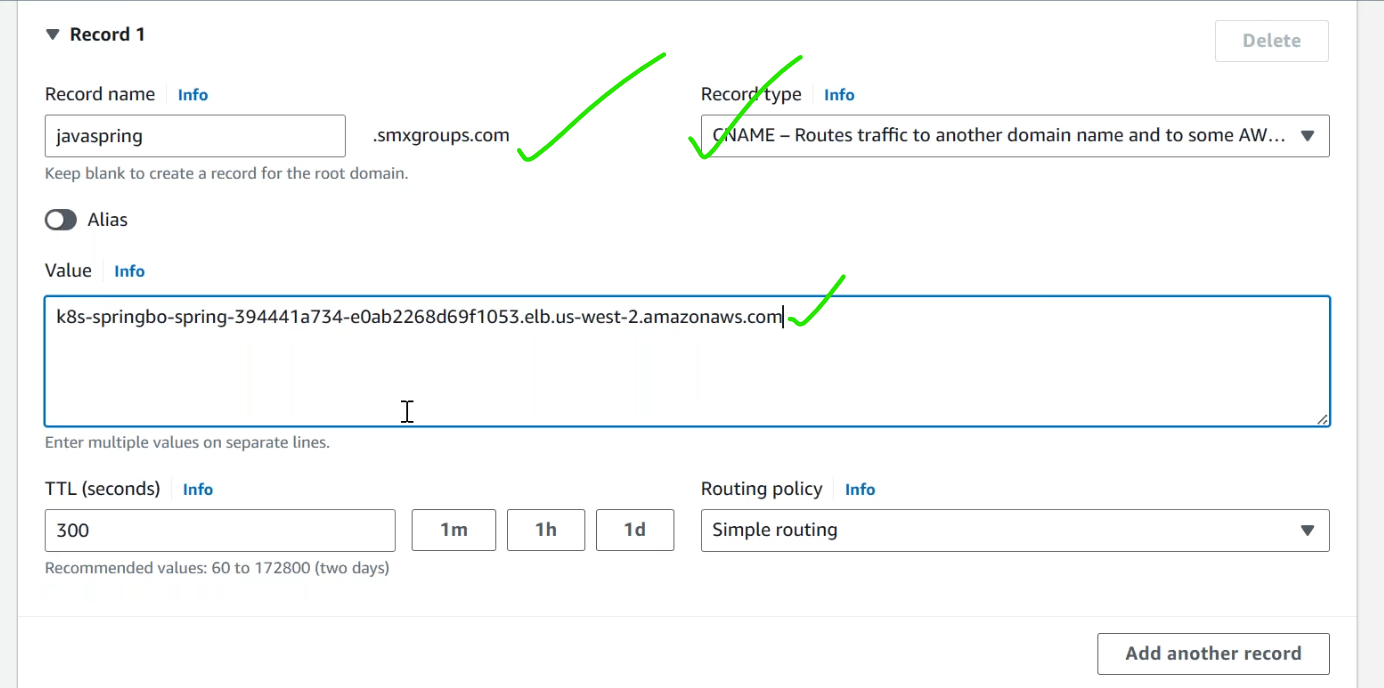 Record 1
Delete
Record name Info
Record type Info
javaspring .smxgroups.com
CNAME – Routes traffic to another domain name and to some AW...
Keep blank to create a record for the root domain.
Alias
Value Info
k8s-springbo-spring-394441a734-e0ab2268d69f1053.elb.us-west-2.amazonaws.com
Enter multiple values on separate lines.
TTL (seconds) Info
Routing policy Info
300 1m 1h 1d
Simple routing
Recommended values: 60 to 172800 (two days)
Add another record